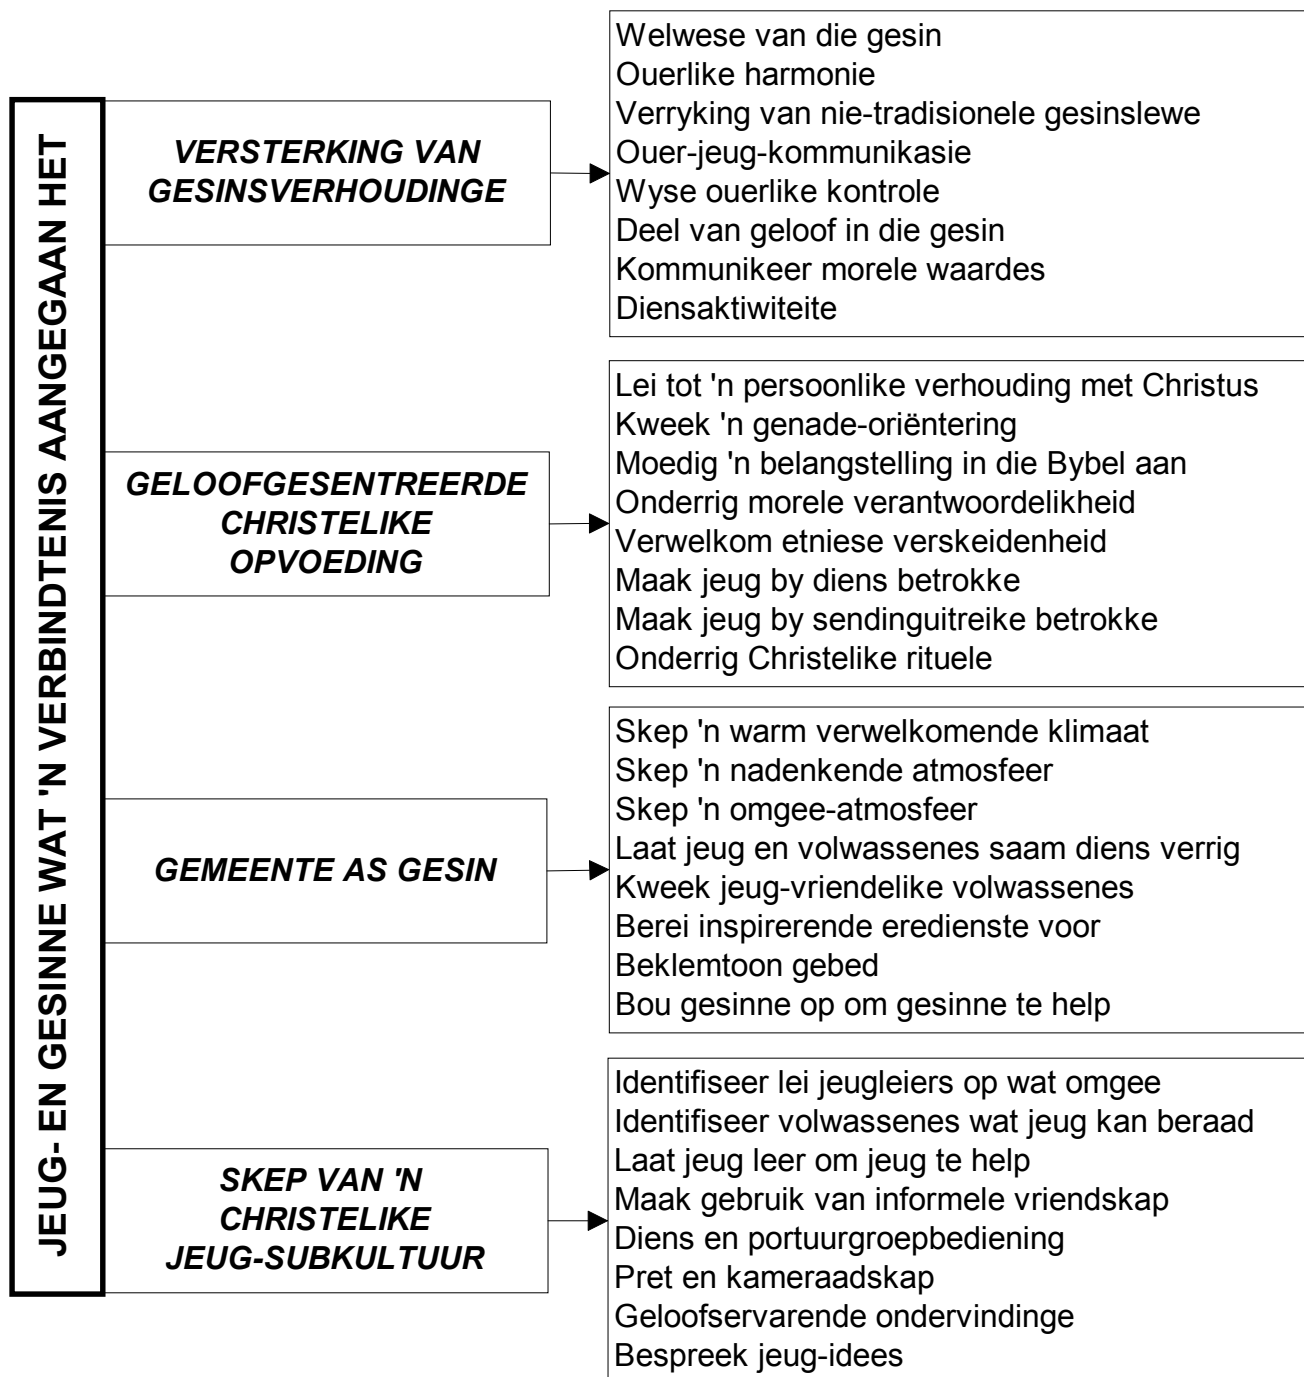 JEUG- EN GESINNE WAT 'N VERBINDTENIS AANGEGAAN HET
VERSTERKING VAN
GESINSVERHOUDINGE
Welwese van die gesin
Ouerlike harmonie
Verryking van nie-tradisionele gesinslewe
Ouer-jeug-kommunikasie
Wyse ouerlike kontrole
Deel van geloof in die gesin
Kommunikeer morele waardes
Diensaktiwiteite
GELOOFGESENTREERDE
CHRISTELIKE
OPVOEDING
Lei tot 'n persoonlike verhouding met Christus
Kweek 'n genade-oriëntering
Moedig 'n belangstelling in die Bybel aan
Onderrig morele verantwoordelikheid
Verwelkom etniese verskeidenheid
Maak jeug by diens betrokke
Maak jeug by sendinguitreike betrokke
Onderrig Christelike rituele
GEMEENTE AS GESIN
Skep 'n warm verwelkomende klimaat
Skep 'n nadenkende atmosfeer
Skep 'n omgee-atmosfeer
Laat jeug en volwassenes saam diens verrig
Kweek jeug-vriendelike volwassenes
Berei inspirerende eredienste voor
Beklemtoon gebed
Bou gesinne op om gesinne te help
SKEP VAN 'N
CHRISTELIKE
JEUG-SUBKULTUUR
Identifiseer lei jeugleiers op wat omgee
Identifiseer volwassenes wat jeug kan beraad
Laat jeug leer om jeug te help
Maak gebruik van informele vriendskap
Diens en portuurgroepbediening
Pret en kameraadskap
Geloofservarende ondervindinge
Bespreek jeug-idees